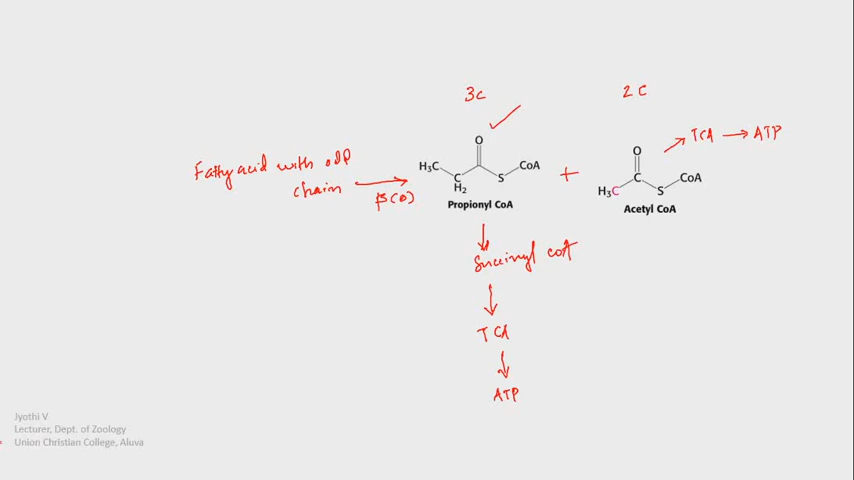 3C
2C
TCA → ATP
O
O
Fatty acid with odd
chain
β(O)
H₃C
C
H₂
S
CoA
+
H₃C
C
S
CoA
Propionyl CoA
Acetyl CoA
Succinyl CoA
TCA
ATP
Jyothi V
Lecturer, Dept. of Zoology
Union Christian College, Aluva